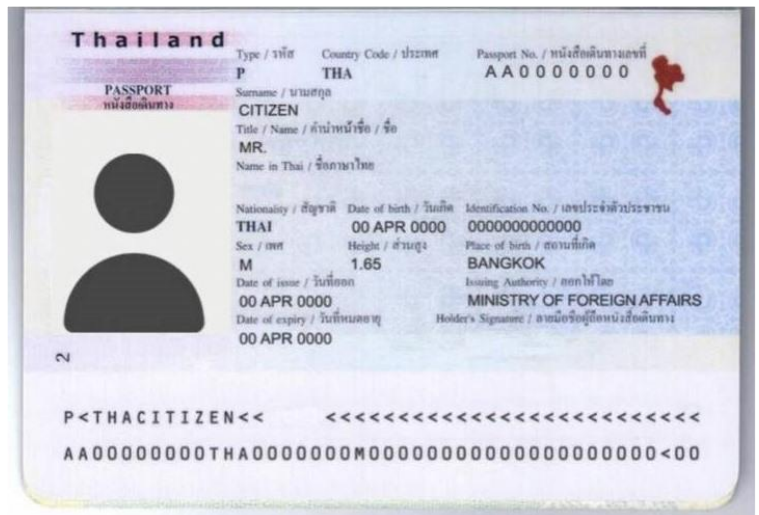 Thailand
PASSPORT
หนังสือเดินทาง
Type / รหัส Country Code / ประเทศ Passport No. / หนังสือเดินทางเลขที่
P THA AA0000000
Surname / นามสกุล
CITIZEN
Title / Name / คำนำหน้าชื่อ / ชื่อ
MR.
Name in Thai / ชื่อภาษาไทย
Nationality / สัญชาติ Date of birth / วันเกิด Identification No. / เลขประจำตัวประชาชน
THAI 00 APR 0000 0000000000000
Sex / เพศ Height / ส่วนสูง Place of birth / สถานที่เกิด
M 1.65 BANGKOK
Date of issue / วันที่ออก Issuing Authority / ออกให้โดย
00 APR 0000 MINISTRY OF FOREIGN AFFAIRS
Date of expiry / วันที่หมดอายุ Holder's Signature / ลายมือชื่อผู้ถือหนังสือเดินทาง
00 APR 0000
2
P<THACITIZEN<< <<<<<<<<<<<<<<<<<<<<<<<<<<
AA00000000THA0000000M00000000000000000000000<00